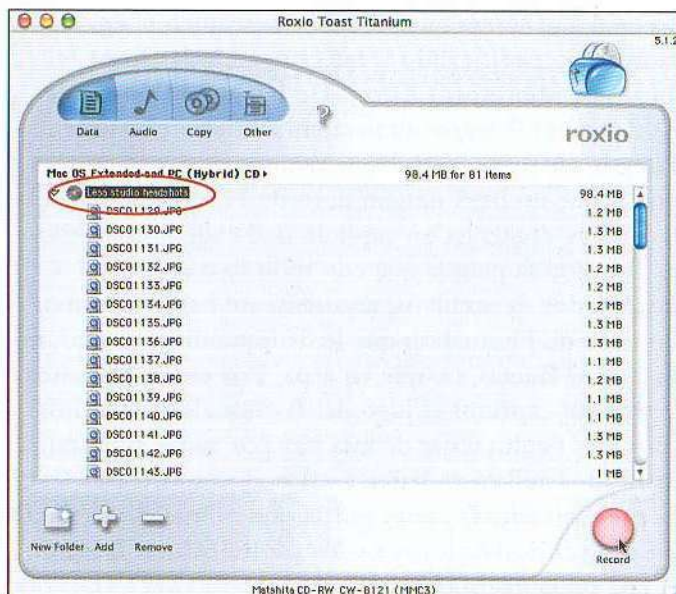 Roxio Toast Titanium
5.1.2
Data Audio Copy Other
roxio
Mac OS Extended and PC (Hybrid) CD 98.4 MB for 81 Items
Less studio headshots 98.4 MB
DSC01129.JPG 1.2 MB
DSC01130.JPG 1.3 MB
DSC01131.JPG 1.3 MB
DSC01132.JPG 1.2 MB
DSC01133.JPG 1.2 MB
DSC01134.JPG 1.2 MB
DSC01135.JPG 1.3 MB
DSC01136.JPG 1.3 MB
DSC01137.JPG 1.1 MB
DSC01138.JPG 1.2 MB
DSC01139.JPG 1.1 MB
DSC01140.JPG 1.1 MB
DSC01141.JPG 1.3 MB
DSC01142.JPG 1.3 MB
DSC01143.JPG 1 MB
New Folder Add Remove
Record
Matshita CD-RW CW-8121 (MMC3)